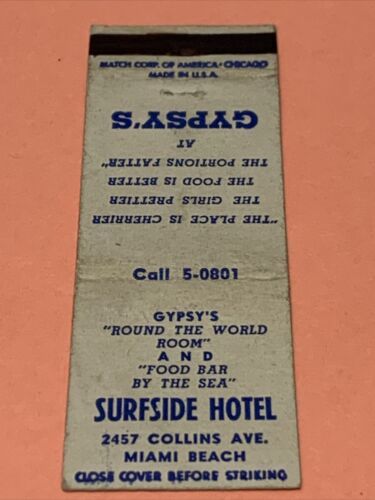 MATCH CORP. OF AMERICA, CHICAGO
MADE IN U.S.A.
"THE PLACE IS CHERRIER
THE GIRLS PRETTIER
THE FOOD IS BETTER
THE PORTIONS FATTER"
AT
GYPSY'S
Call 5-0801
GYPSY'S
"ROUND THE WORLD
ROOM"
AND
"FOOD BAR
BY THE SEA"
SURFSIDE HOTEL
2457 COLLINS AVE.
MIAMI BEACH
CLOSE COVER BEFORE STRIKING